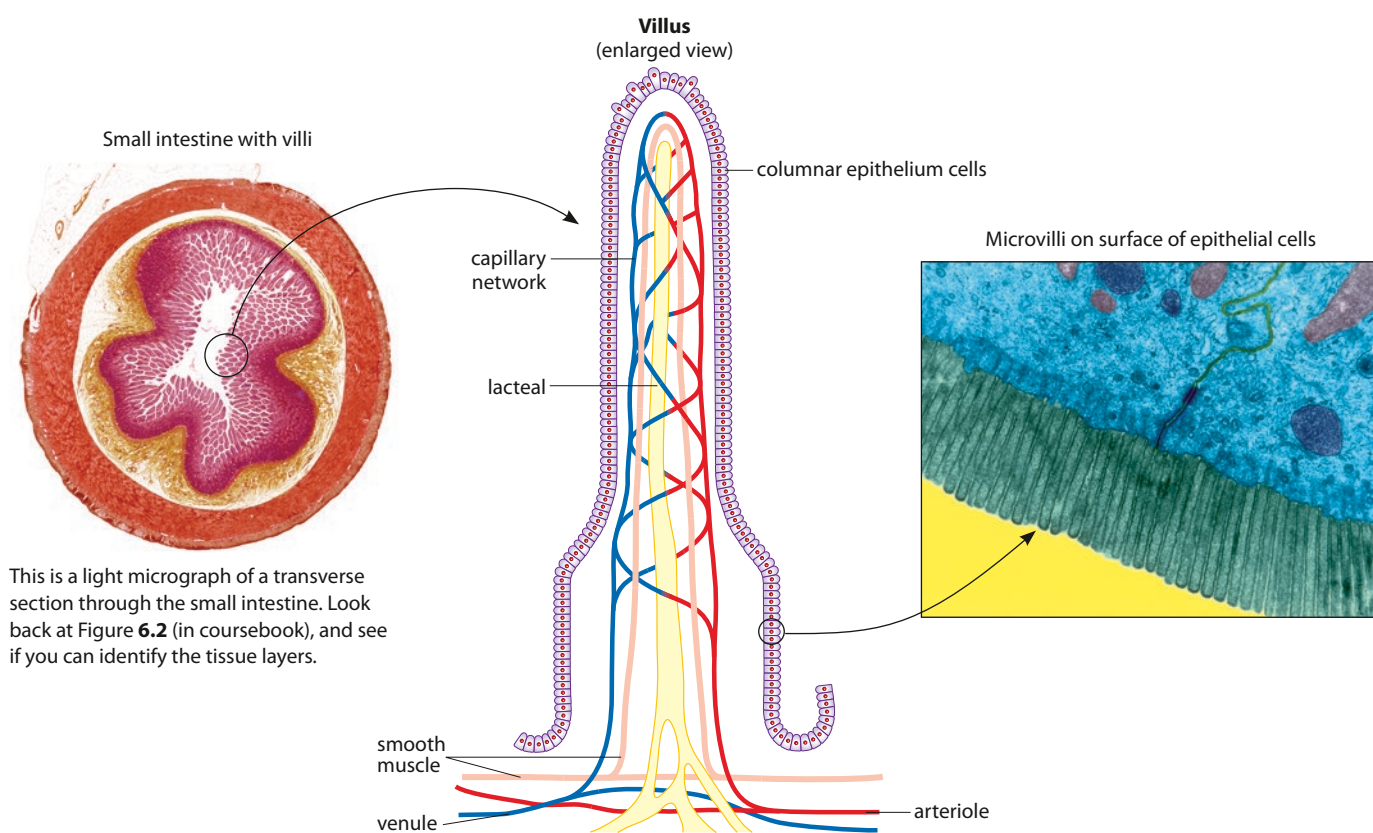 Villus
(enlarged view)
Small intestine with villi
columnar epithelium cells
capillary
network
lacteal
Microvilli on surface of epithelial cells
This is a light micrograph of a transverse
section through the small intestine. Look
back at Figure 6.2 (in coursebook), and see
if you can identify the tissue layers.
smooth
muscle
venule
arteriole